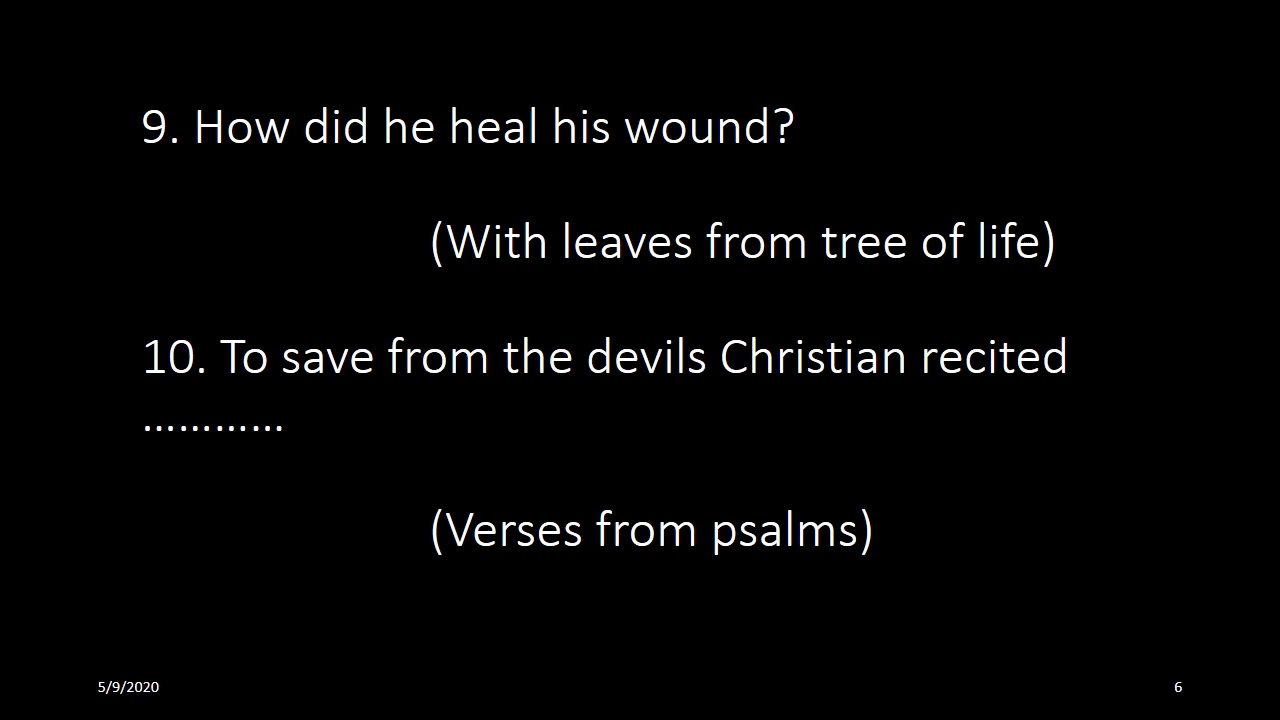 9. How did he heal his wound?
(With leaves from tree of life)
10. To save from the devils Christian recited
............
(Verses from psalms)
5/9/2020
6